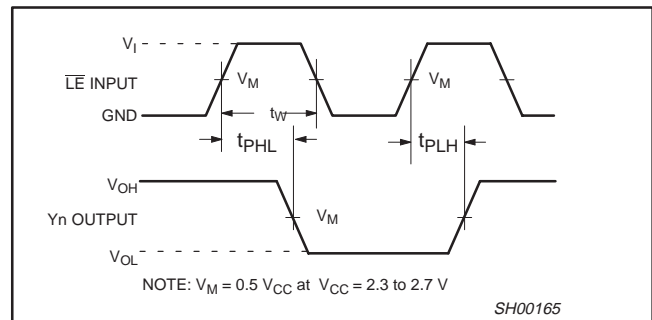 V_I
V_M
V_M
L̅E̅ INPUT
GND
t_W
t_PHL
t_PLH
V_OH
Yn OUTPUT
V_M
V_OL
NOTE: V_M = 0.5 V_CC at V_CC = 2.3 to 2.7 V
SH00165